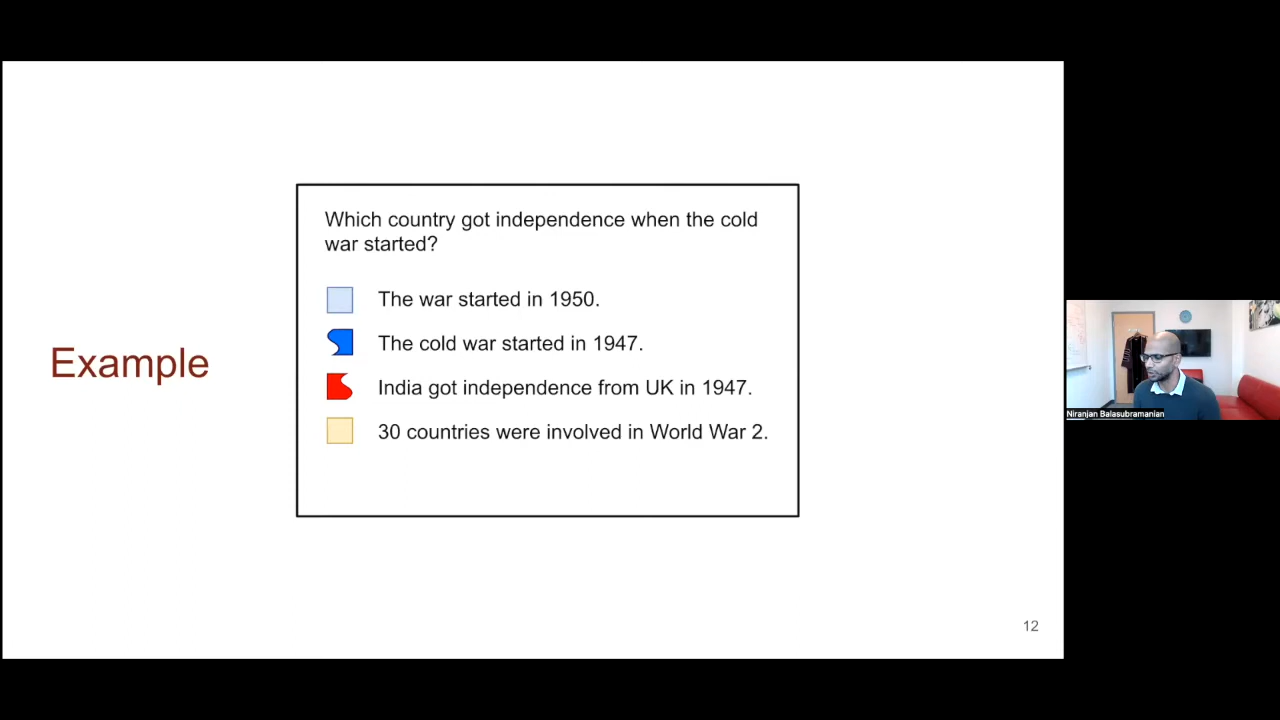 Example
Which country got independence when the cold
war started?
The war started in 1950.
The cold war started in 1947.
India got independence from UK in 1947.
30 countries were involved in World War 2.
12
Niranjan Balasubramanian